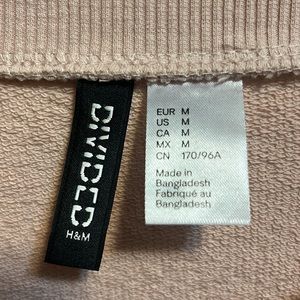 DIVIDED
H&M
EUR M
US M
CA M
MX M
CN 170/96A
Made in
Bangladesh
Fabriqué au
Bangladesh